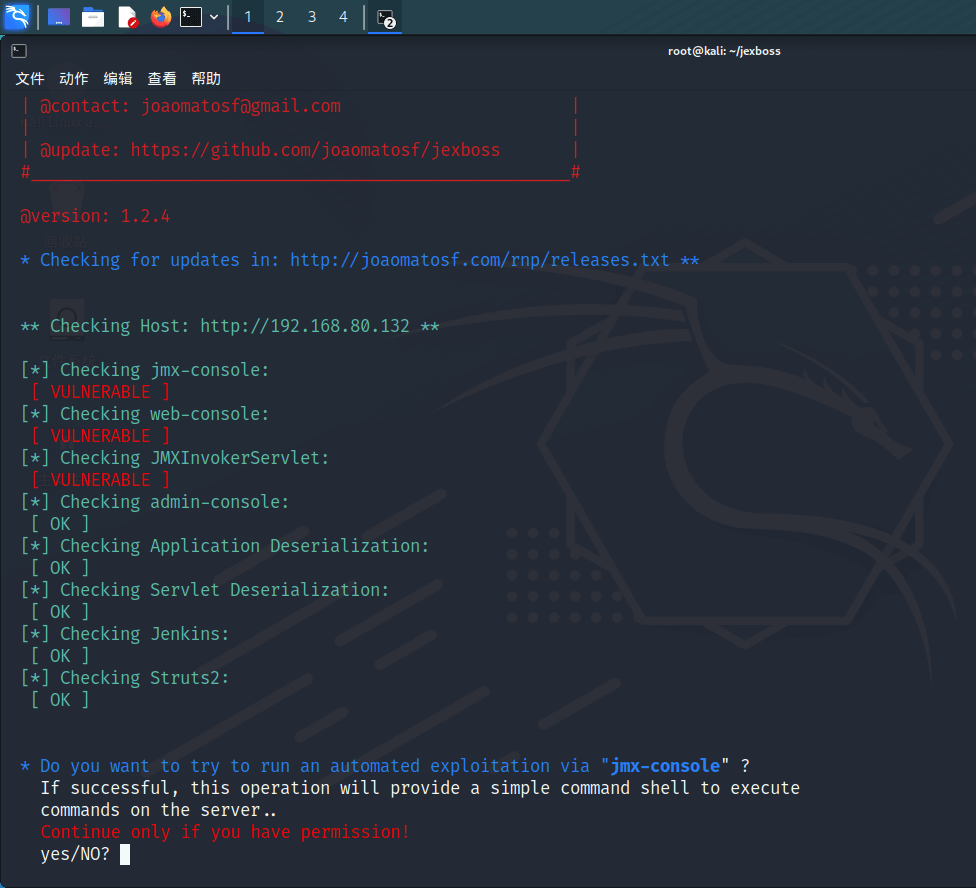 1 2 3 4 2
root@kali: ~/jexboss
文件 动作 编辑 查看 帮助
| @contact: joaomatosf@gmail.com |
| |
| @update: https://github.com/joaomatosf/jexboss |
#______________________________________________________#
@version: 1.2.4
* Checking for updates in: http://joaomatosf.com/rnp/releases.txt **
** Checking Host: http://192.168.80.132 **
[*] Checking jmx-console:
[ VULNERABLE ]
[*] Checking web-console:
[ VULNERABLE ]
[*] Checking JMXInvokerServlet:
[ VULNERABLE ]
[*] Checking admin-console:
[ OK ]
[*] Checking Application Deserialization:
[ OK ]
[*] Checking Servlet Deserialization:
[ OK ]
[*] Checking Jenkins:
[ OK ]
[*] Checking Struts2:
[ OK ]
* Do you want to try to run an automated exploitation via "jmx-console" ?
If successful, this operation will provide a simple command shell to execute
commands on the server..
Continue only if you have permission!
yes/NO?